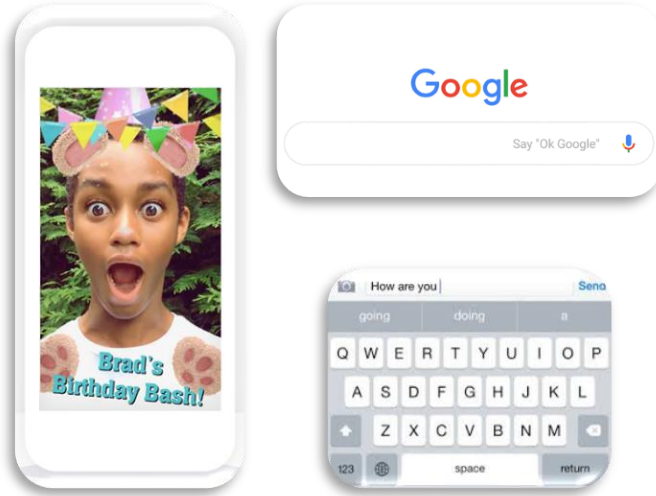 Brad's
Birthday Bash!
Google
Say "Ok Google"
How are you
Send
going doing a
Q W E R T Y U I O P
A S D F G H J K L
Z X C V B N M
123 space return